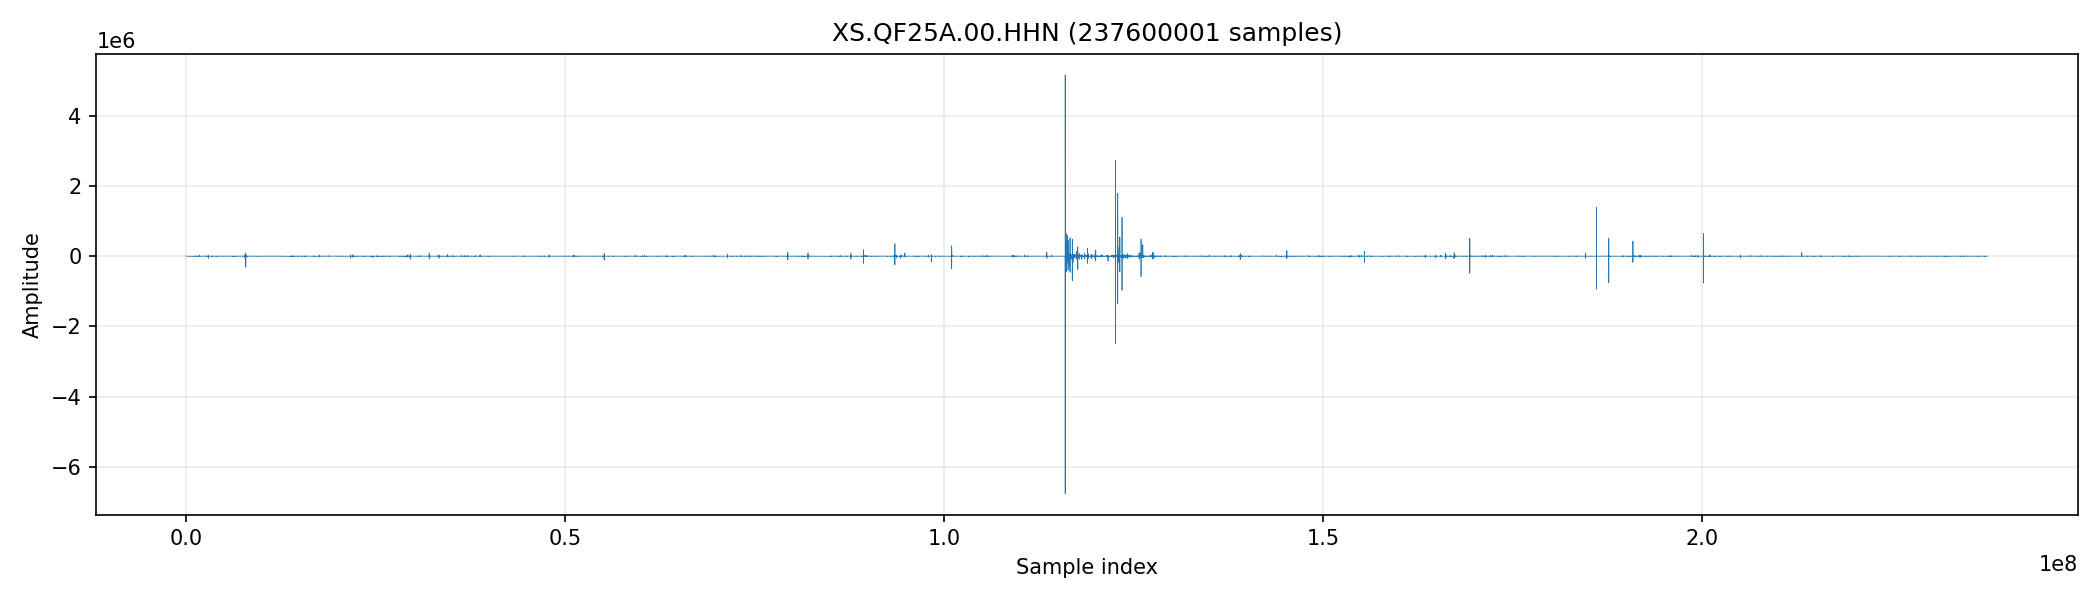 XS.QF25A.00.HHN (237600001 samples)
1e6
4
2
0
−2
−4
−6
Amplitude
0.0 0.5 1.0 1.5 2.0
Sample index
1e8